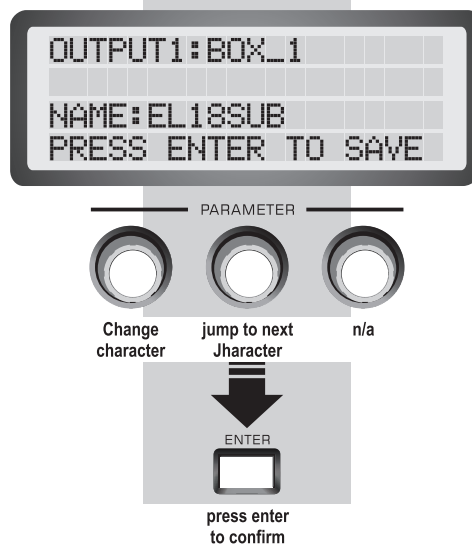 OUTPUT1:BOX_1
NAME:EL18SUB
PRESS ENTER TO SAVE
PARAMETER
Change
character
jump to next
Jharacter
n/a
ENTER
press enter
to confirm